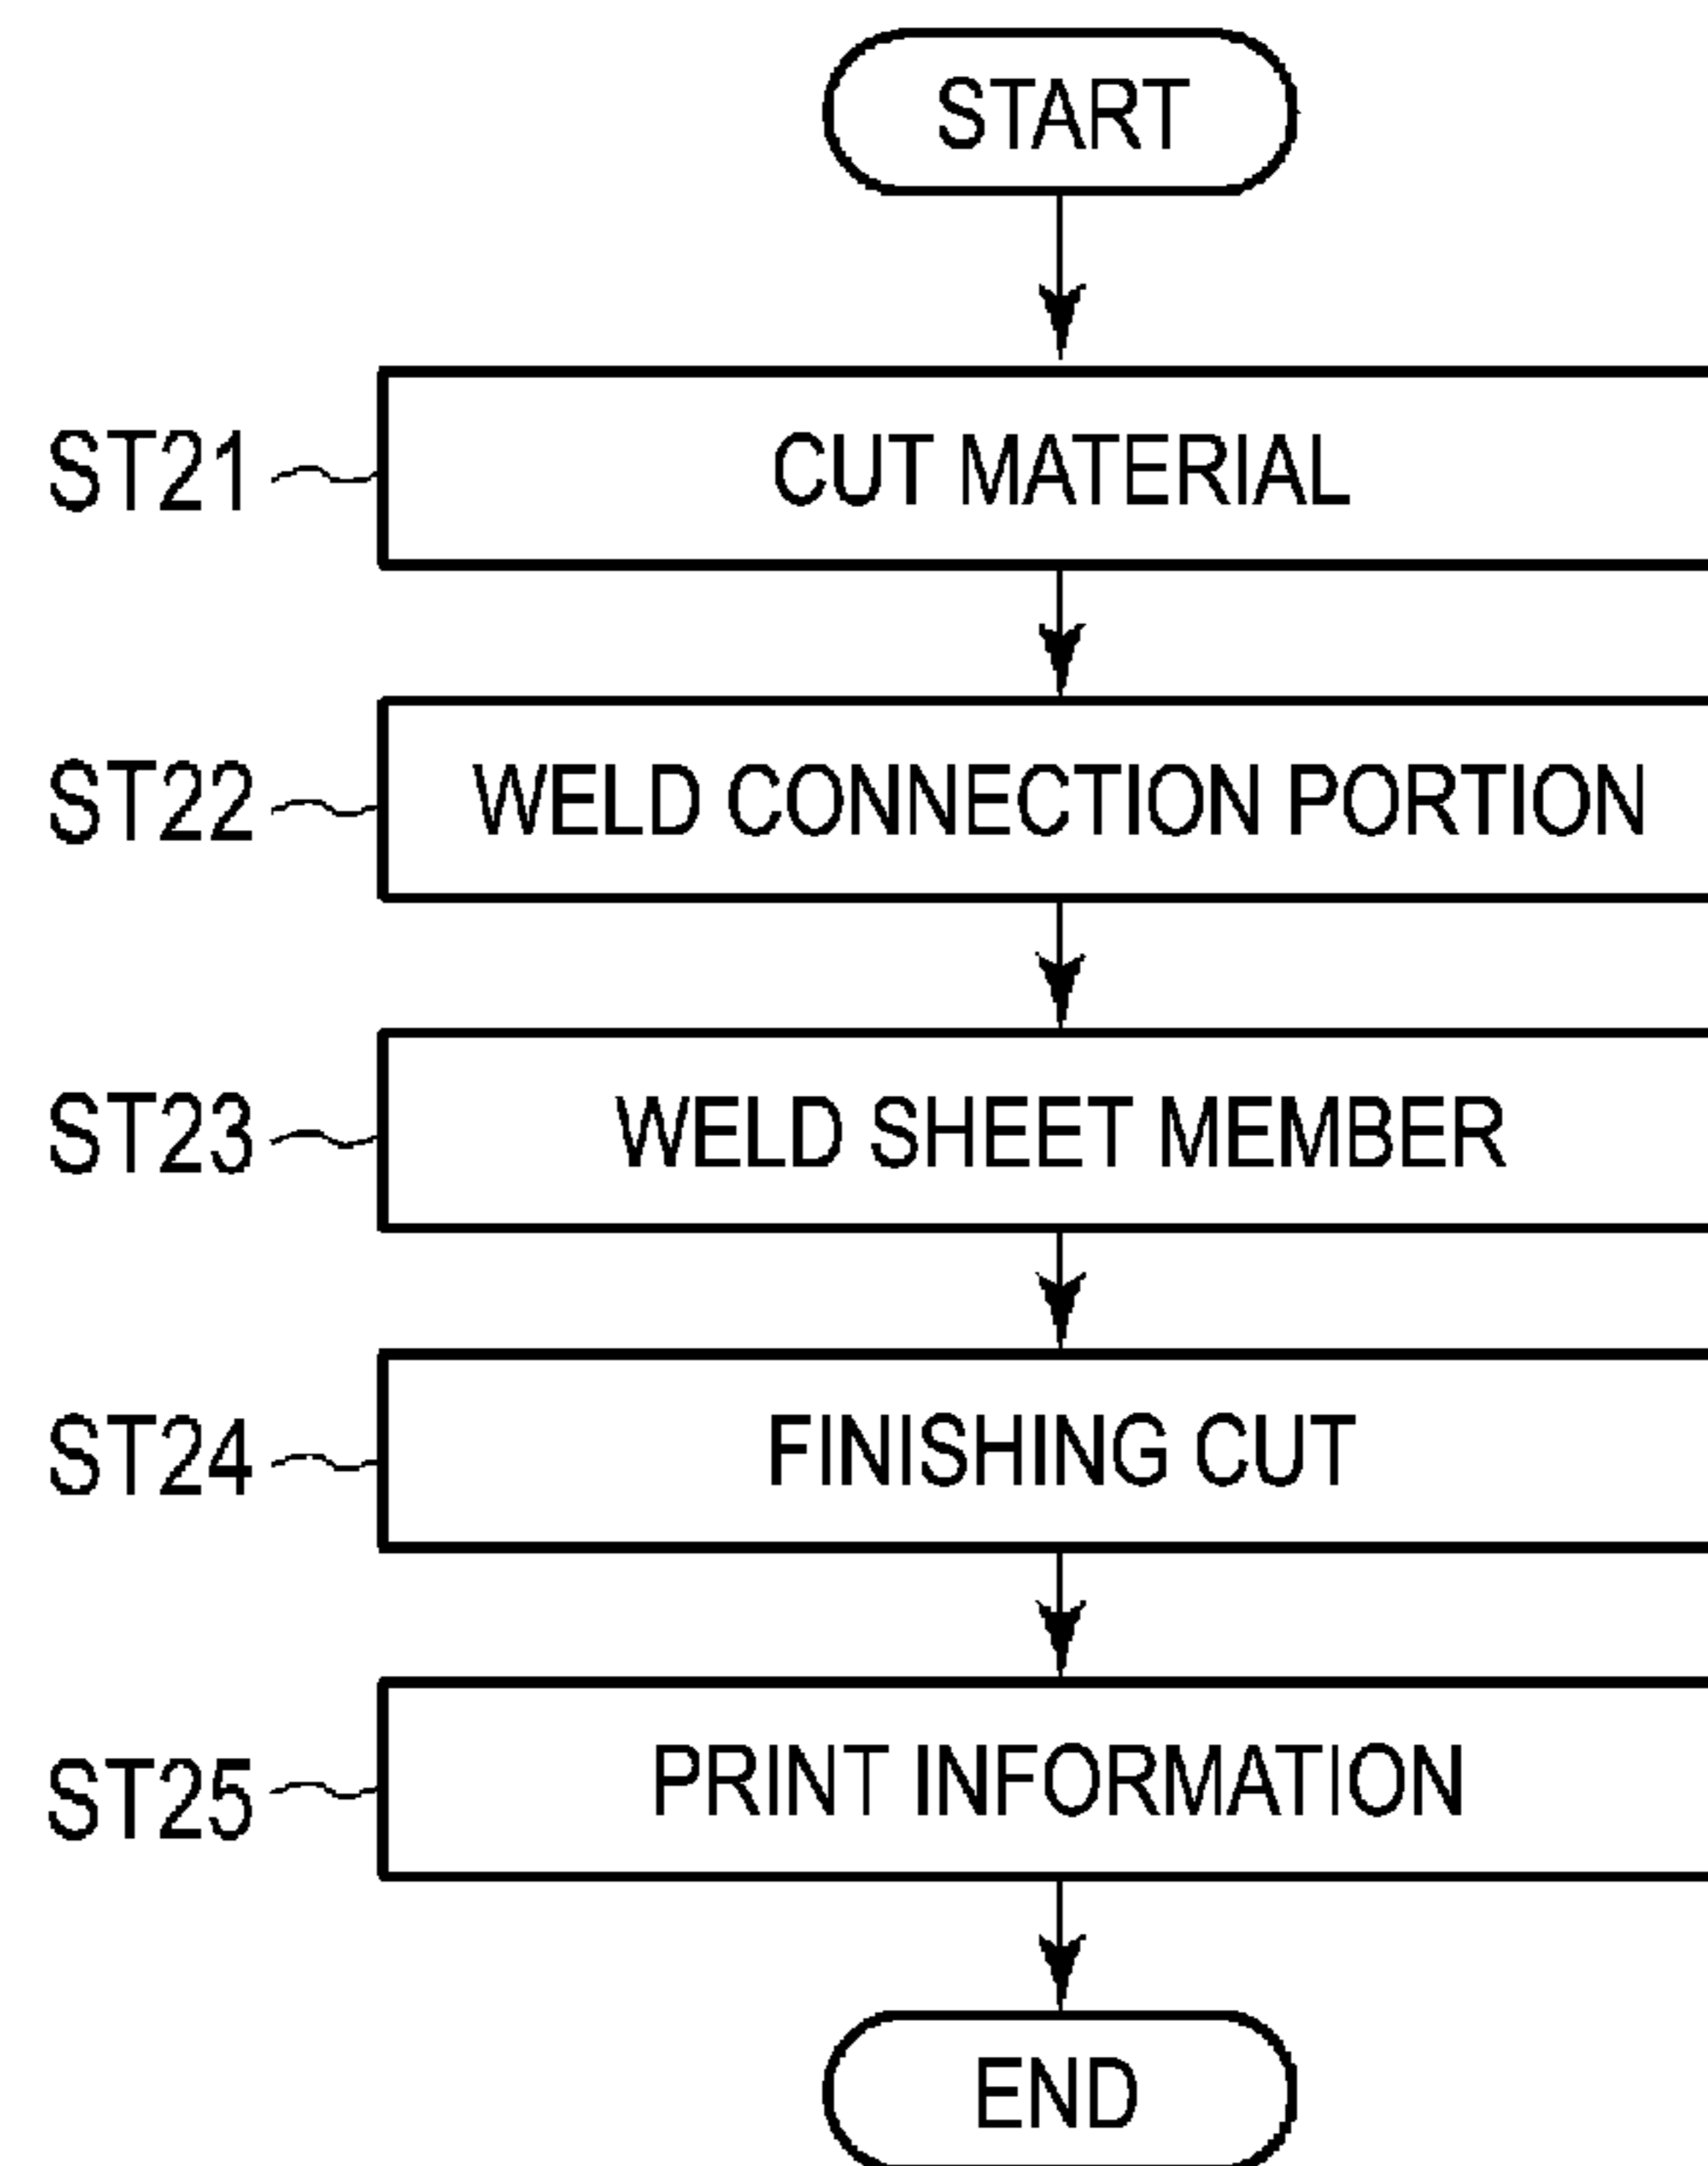 START
ST21 CUT MATERIAL
ST22 WELD CONNECTION PORTION
ST23 WELD SHEET MEMBER
ST24 FINISHING CUT
ST25 PRINT INFORMATION
END